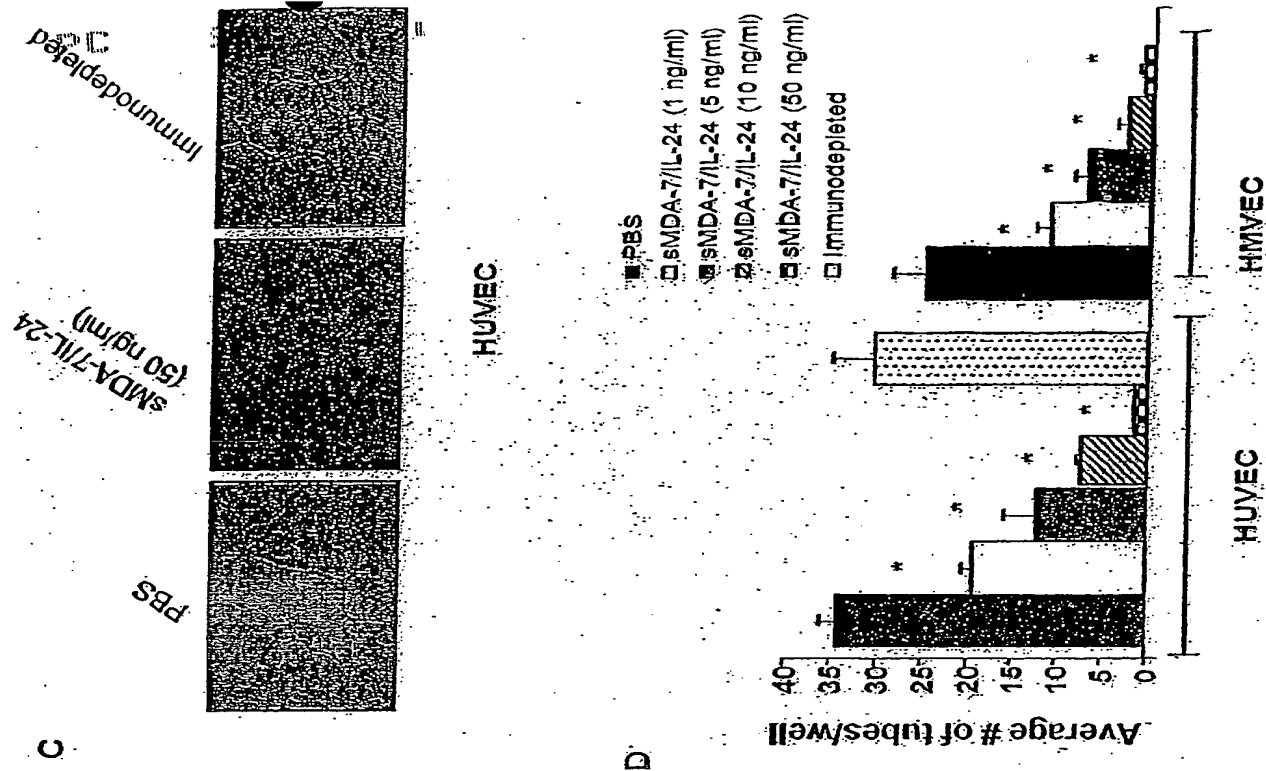 C
PBS
sMDA-7/IL-24
(50 ng/ml)
Immunodepleted
HUVEC
D
PBS
sMDA-7/IL-24 (1 ng/ml)
sMDA-7/IL-24 (5 ng/ml)
sMDA-7/IL-24 (10 ng/ml)
sMDA-7/IL-24 (50 ng/ml)
Immunodepleted
Average # of tubes/well
40
35
30
25
20
15
10
5
0
* * * *
* * * *
HUVEC
HMVEC